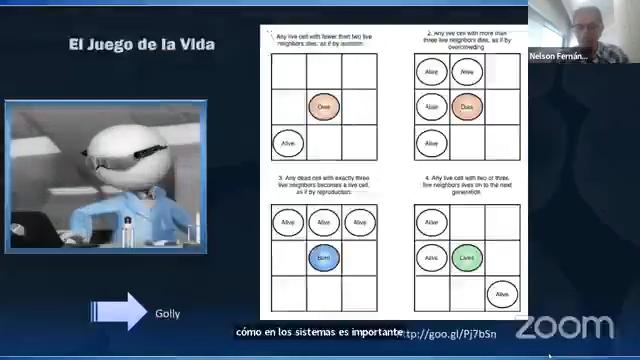 El Juego de la Vida
Nelson Fernán...
1. Any live cell with fewer than two live
neighbors dies, as if by isolation.
Dies
Alive
2. Any live cell with more than
three live neighbors dies, as if by
overcrowding
Alive Alive
Alive Dies
Alive
3. Any dead cell with exactly three
live neighbors becomes a live cell,
as if by reproduction.
Alive Alive Alive
Born
4. Any live cell with two or three
live neighbors lives on to the next
generation
Alive
Alive Lives
Alive
Golly
cómo en los sistemas es importante
http://goo.gl/Pj7bSn
zoom